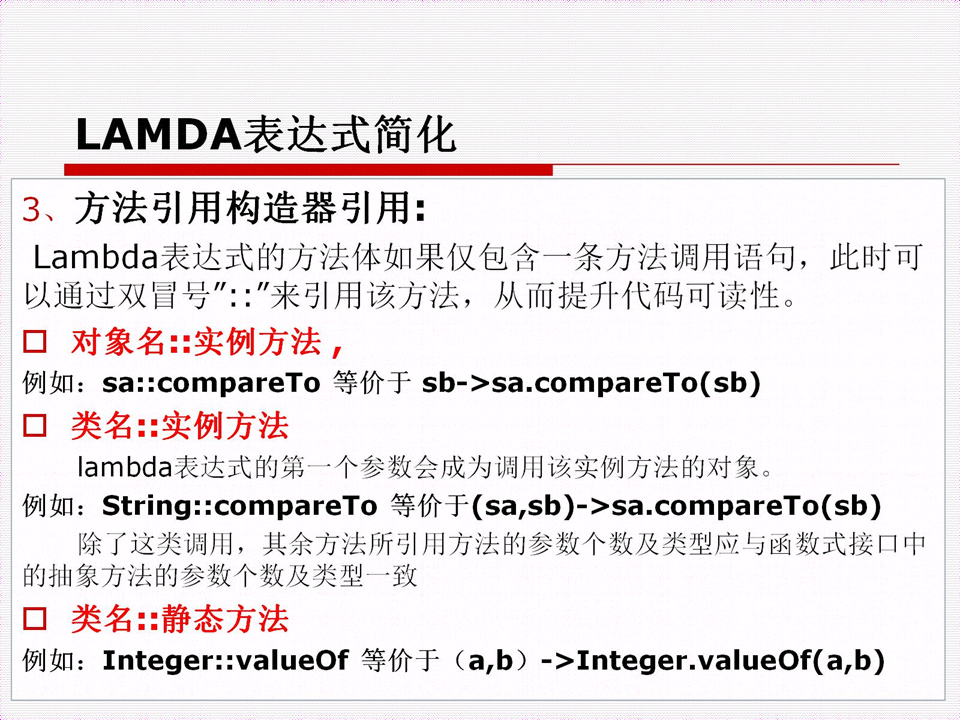 LAMDA表达式简化
3、方法引用构造器引用:
Lambda表达式的方法体如果仅包含一条方法调用语句，此时可
以通过双冒号”::”来引用该方法，从而提升代码可读性。
对象名::实例方法 ,
例如：sa::compareTo 等价于 sb->sa.compareTo(sb)
类名::实例方法
lambda表达式的第一个参数会成为调用该实例方法的对象。
例如：String::compareTo 等价于(sa,sb)->sa.compareTo(sb)
除了这类调用，其余方法所引用方法的参数个数及类型应与函数式接口中
的抽象方法的参数个数及类型一致
类名::静态方法
例如：Integer::valueOf 等价于（a,b）->Integer.valueOf(a,b)